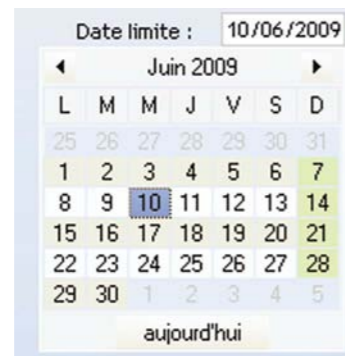 Date limite : 10/06/2009
Juin 2009
L M M J V S D
25 26 27 28 29 30 31
1 2 3 4 5 6 7
8 9 10 11 12 13 14
15 16 17 18 19 20 21
22 23 24 25 26 27 28
29 30 1 2 3 4 5
aujourd'hui